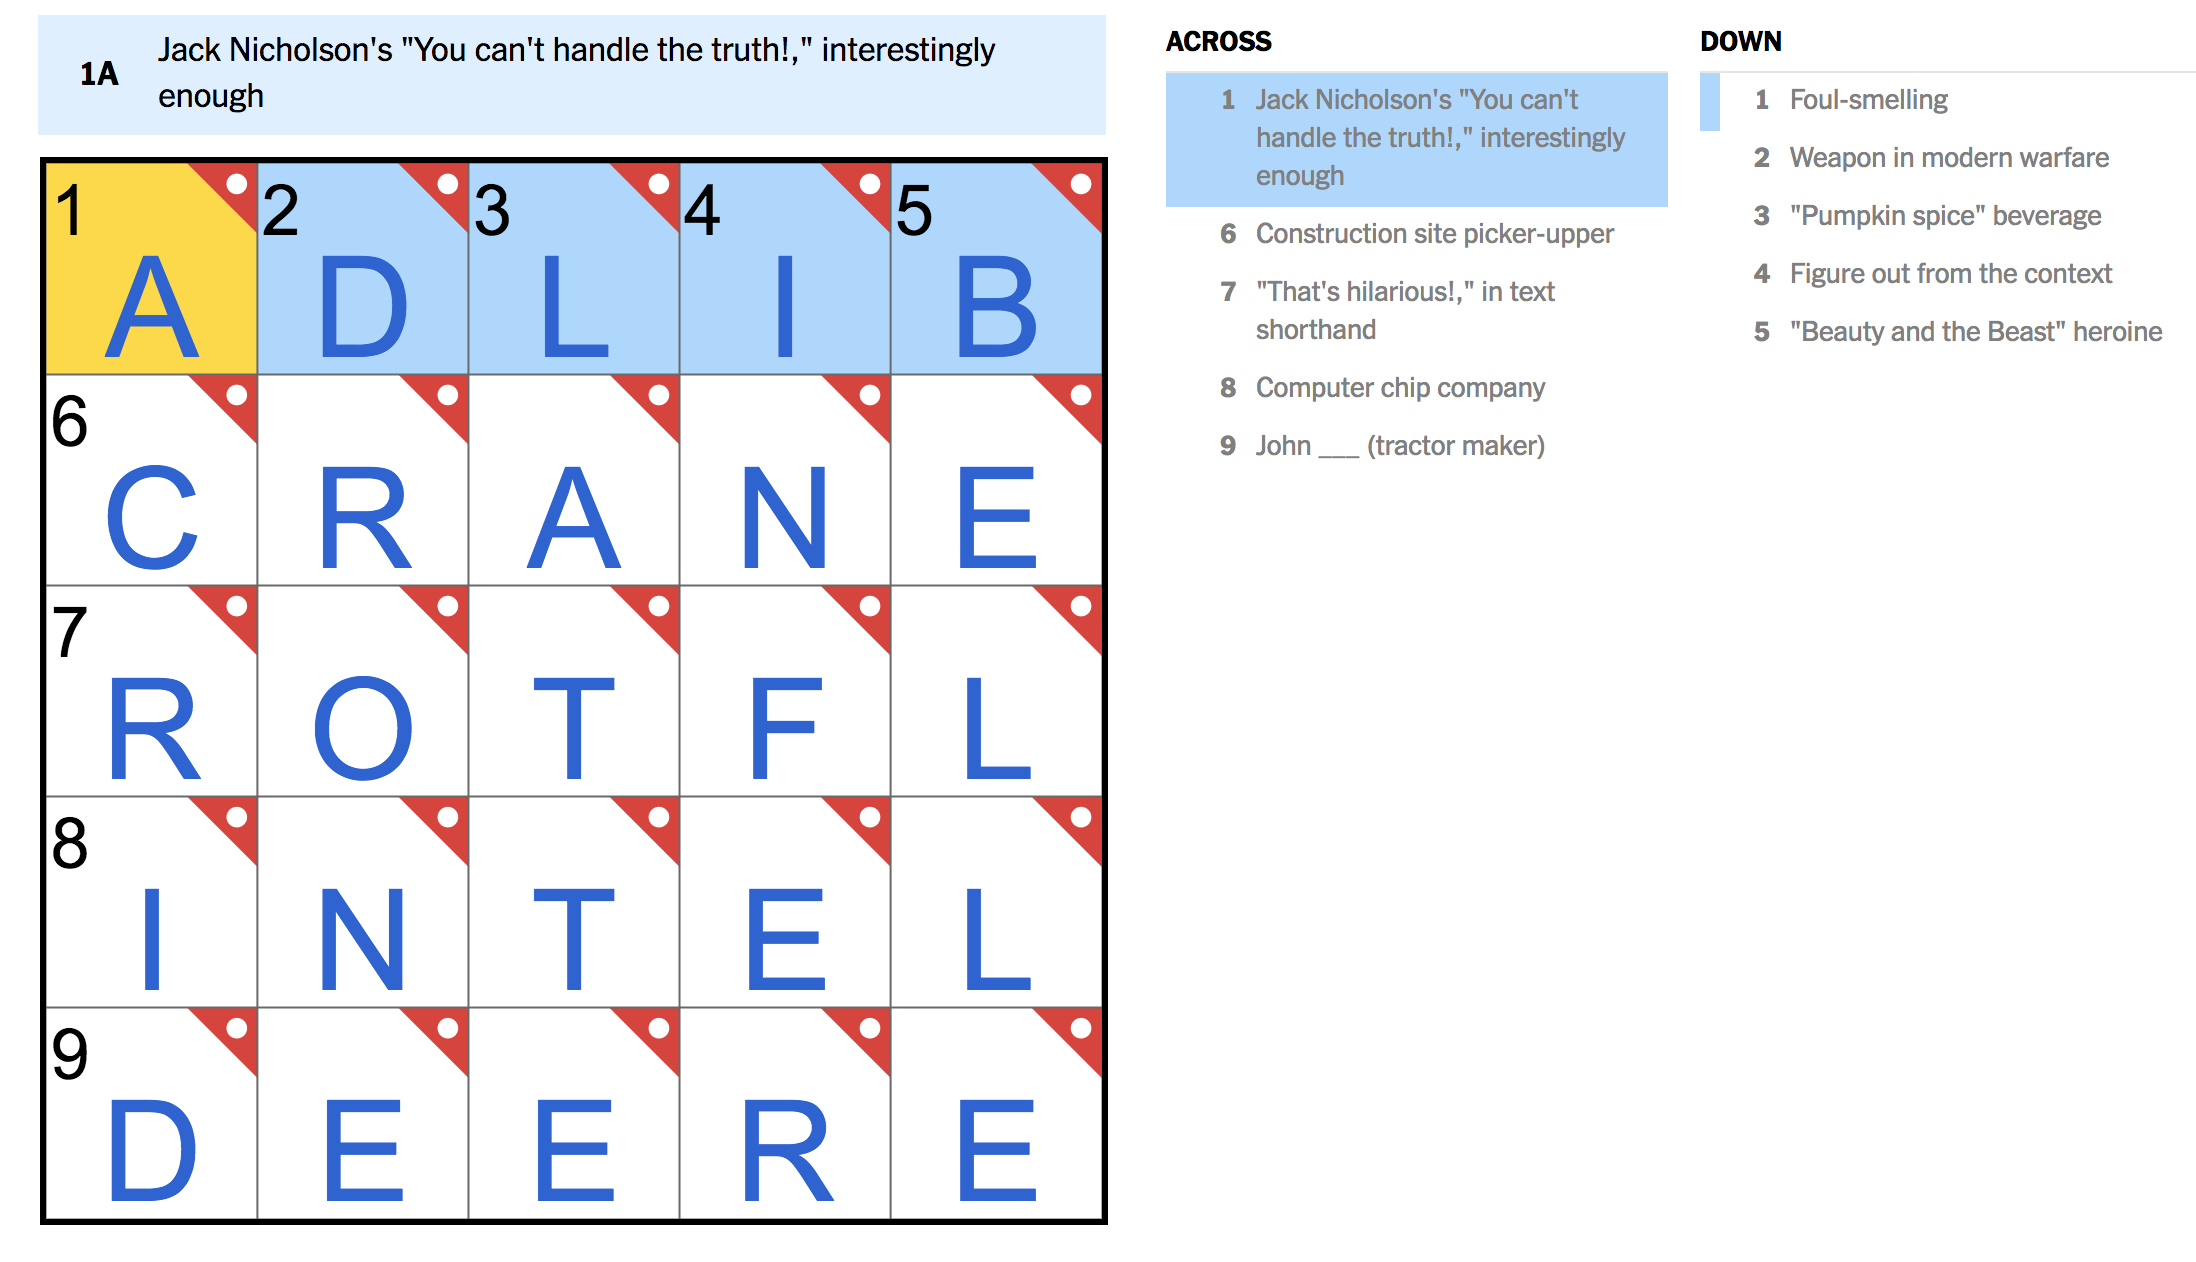 1A
Jack Nicholson's "You can't handle the truth!," interestingly
enough
1 2 3 4 5
A D L I B
6
C R A N E
7
R O T F L
8
I N T E L
9
D E E R E
ACROSS
1 Jack Nicholson's "You can't
handle the truth!," interestingly
enough
6 Construction site picker-upper
7 "That's hilarious!," in text
shorthand
8 Computer chip company
9 John ___ (tractor maker)
DOWN
1 Foul-smelling
2 Weapon in modern warfare
3 "Pumpkin spice" beverage
4 Figure out from the context
5 "Beauty and the Beast" heroine